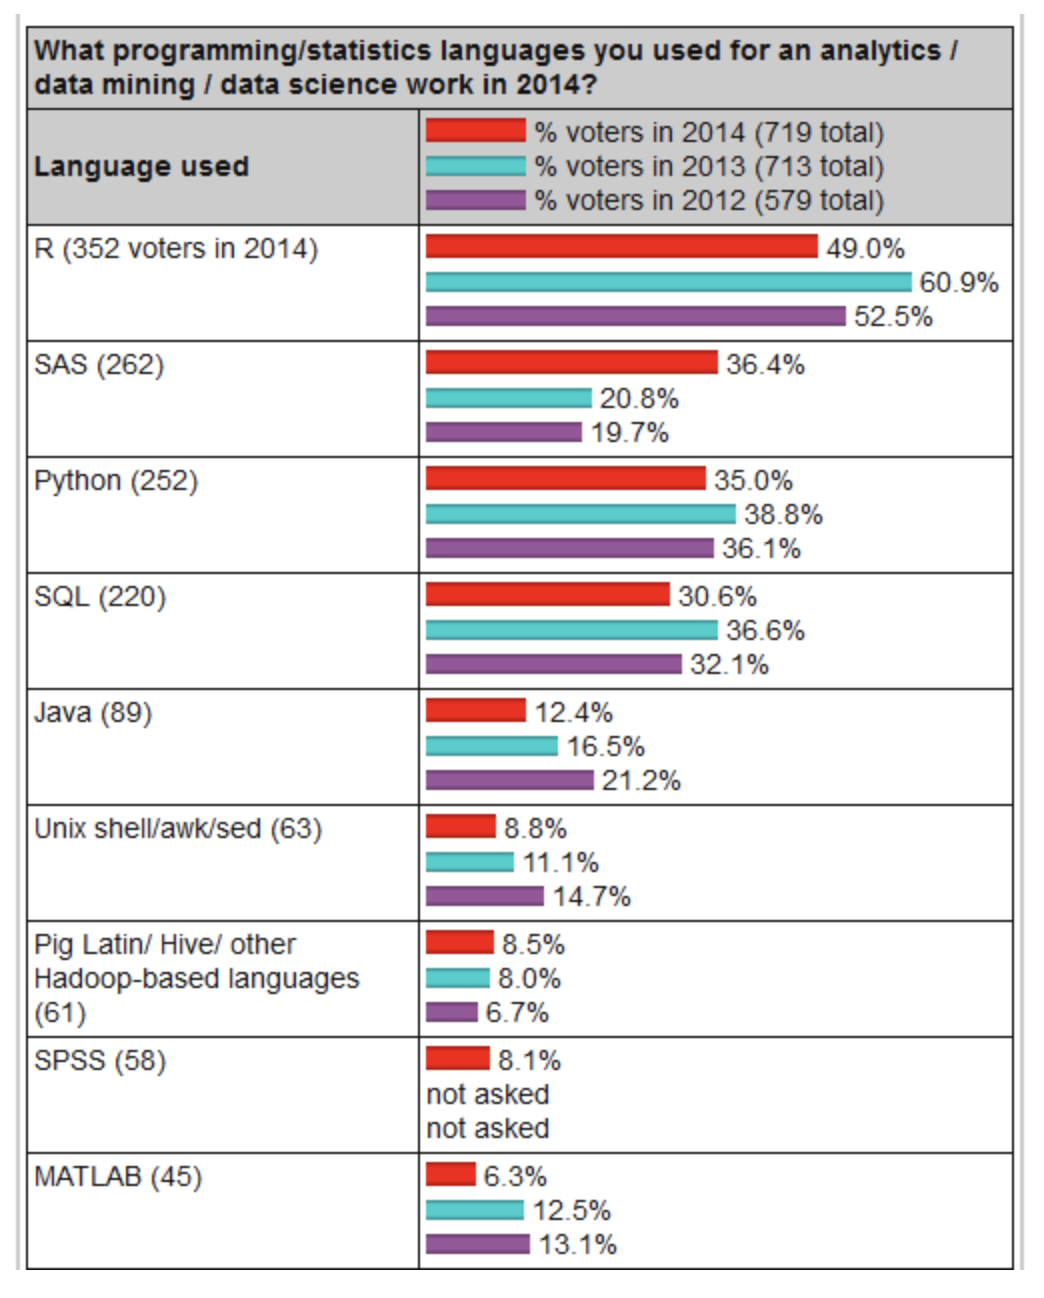 What programming/statistics languages you used for an analytics /
data mining / data science work in 2014?
Language used
% voters in 2014 (719 total)
% voters in 2013 (713 total)
% voters in 2012 (579 total)
R (352 voters in 2014)
49.0%
60.9%
52.5%
SAS (262)
36.4%
20.8%
19.7%
Python (252)
35.0%
38.8%
36.1%
SQL (220)
30.6%
36.6%
32.1%
Java (89)
12.4%
16.5%
21.2%
Unix shell/awk/sed (63)
8.8%
11.1%
14.7%
Pig Latin/ Hive/ other
Hadoop-based languages
(61)
8.5%
8.0%
6.7%
SPSS (58)
8.1%
not asked
not asked
MATLAB (45)
6.3%
12.5%
13.1%